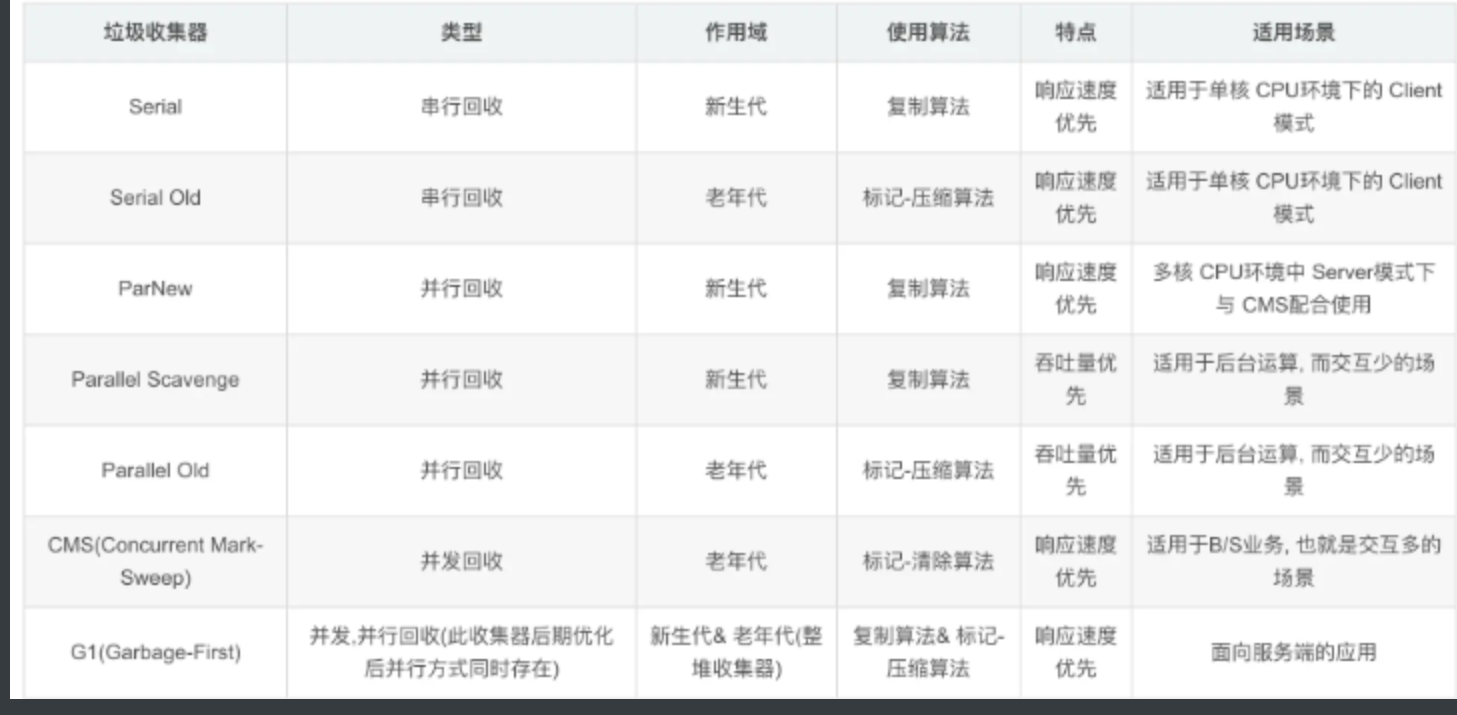 垃圾收集器 类型 作用域 使用算法 特点 适用场景
Serial 串行回收 新生代 复制算法 响应速度 适用于单核 CPU环境下的 Client
优先 模式
Serial Old 串行回收 老年代 标记-压缩算法 响应速度 适用于单核 CPU环境下的 Client
优先 模式
ParNew 并行回收 新生代 复制算法 响应速度 多核 CPU环境中 Server模式下
优先 与 CMS配合使用
Parallel Scavenge 并行回收 新生代 复制算法 吞吐量优 适用于后台运算, 而交互少的场
先 景
Parallel Old 并行回收 老年代 标记-压缩算法 吞吐量优 适用于后台运算, 而交互少的场
先 景
CMS(Concurrent Mark- 并发回收 老年代 标记-清除算法 响应速度 适用于B/S业务, 也就是交互多的
Sweep) 优先 场景
G1(Garbage-First) 并发,并行回收(此收集器后期优化 新生代& 老年代(整 复制算法& 标记- 响应速度 面向服务端的应用
后并行方式同时存在) 堆收集器) 压缩算法 优先